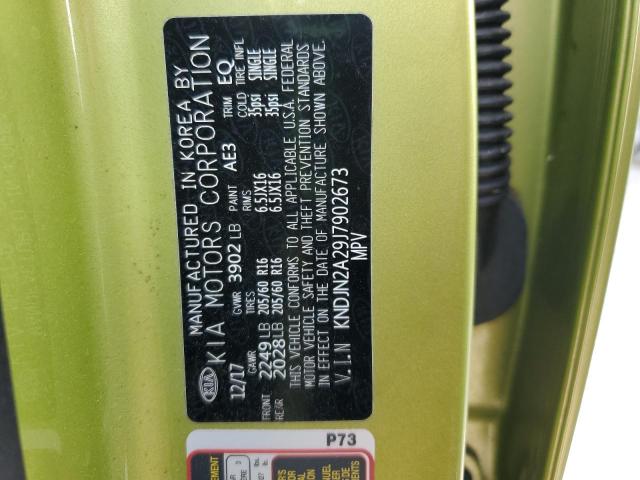 MANUFACTURED IN KOREA BY
KIA KIA MOTORS CORPORATION
12/17 GVWR 3902 LB PAINT AE3 TRIM EQ
GAWR TIRES RIMS COLD TIRE INFL
FRONT 2249 LB 205/60 R16 6.5JX16 35psi SINGLE
REAR 2028 LB 205/60 R16 6.5JX16 35psi SINGLE
THIS VEHICLE CONFORMS TO ALL APPLICABLE U.S.A. FEDERAL
MOTOR VEHICLE SAFETY AND THEFT PREVENTION STANDARDS
IN EFFECT ON THE DATE OF MANUFACTURE SHOWN ABOVE.
V.I.N KNDJN2A29J7902673
MPV
P73